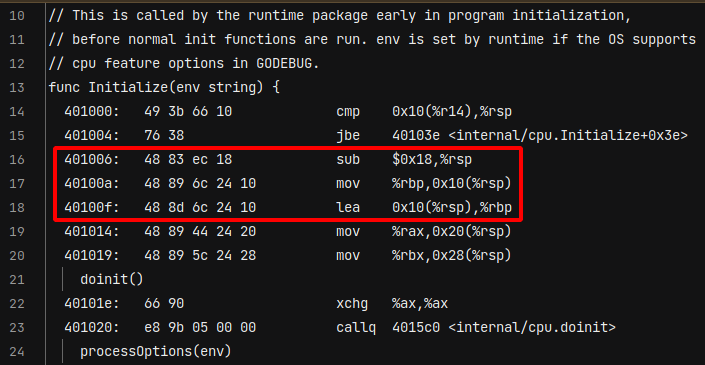 10 // This is called by the runtime package early in program initialization,
11 // before normal init functions are run. env is set by runtime if the OS supports
12 // cpu feature options in GODEBUG.
13 func Initialize(env string) {
14 401000: 49 3b 66 10 cmp 0x10(%r14),%rsp
15 401004: 76 38 jbe 40103e <internal/cpu.Initialize+0x3e>
16 401006: 48 83 ec 18 sub $0x18,%rsp
17 40100a: 48 89 6c 24 10 mov %rbp,0x10(%rsp)
18 40100f: 48 8d 6c 24 10 lea 0x10(%rsp),%rbp
19 401014: 48 89 44 24 20 mov %rax,0x20(%rsp)
20 401019: 48 89 5c 24 28 mov %rbx,0x28(%rsp)
21 doinit()
22 40101e: 66 90 xchg %ax,%ax
23 401020: e8 9b 05 00 00 callq 4015c0 <internal/cpu.doinit>
24 processOptions(env)